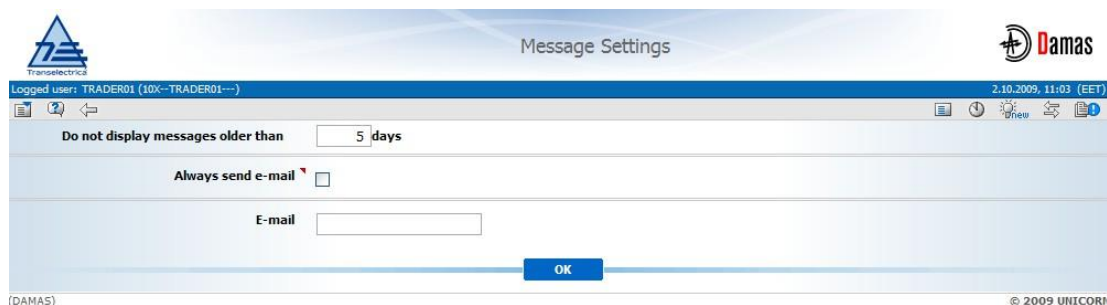 Transelectrica
Message Settings
Damas
Logged user: TRADER01 (10X--TRADER01---)
2.10.2009, 11:03 (EET)
new
Do not display messages older than 5 days
Always send e-mail
E-mail
OK
(DAMAS)
© 2009 UNICORN